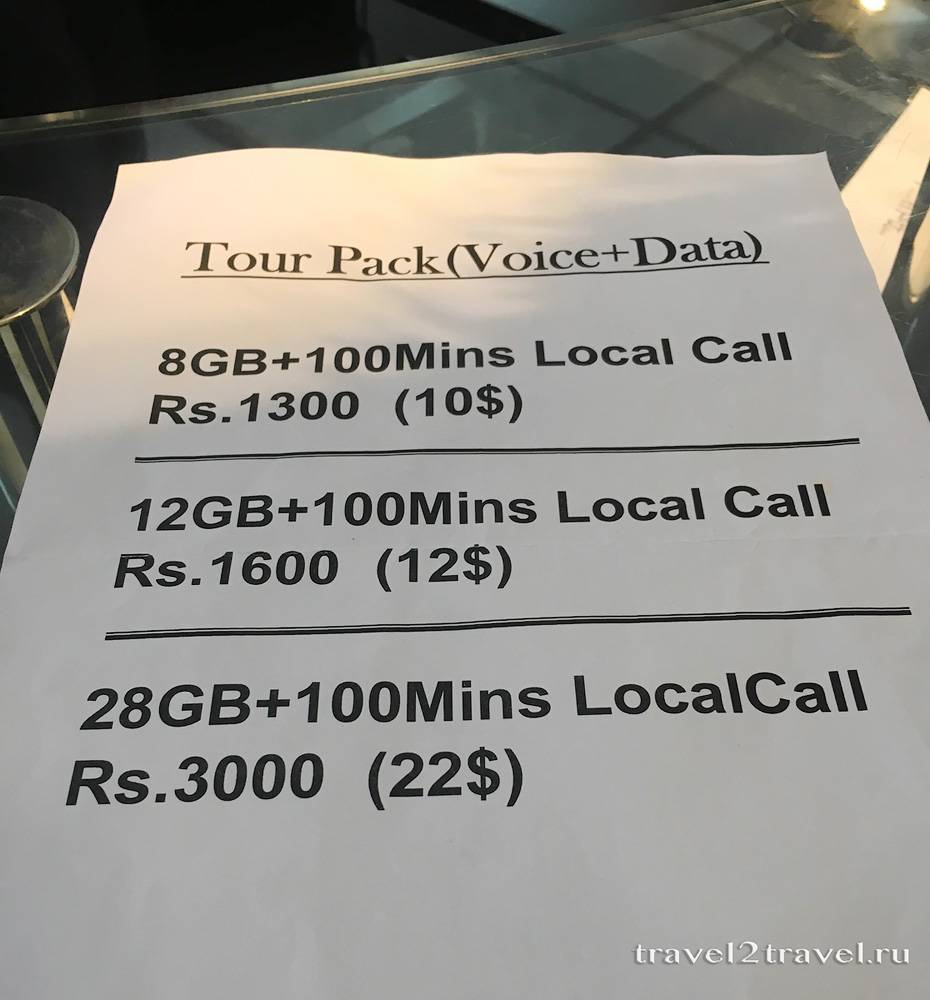 Tour Pack(Voice+Data)
8GB+100Mins Local Call
Rs.1300 (10$)
12GB+100Mins Local Call
Rs.1600 (12$)
28GB+100Mins LocalCall
Rs.3000 (22$)
travel2travel.ru